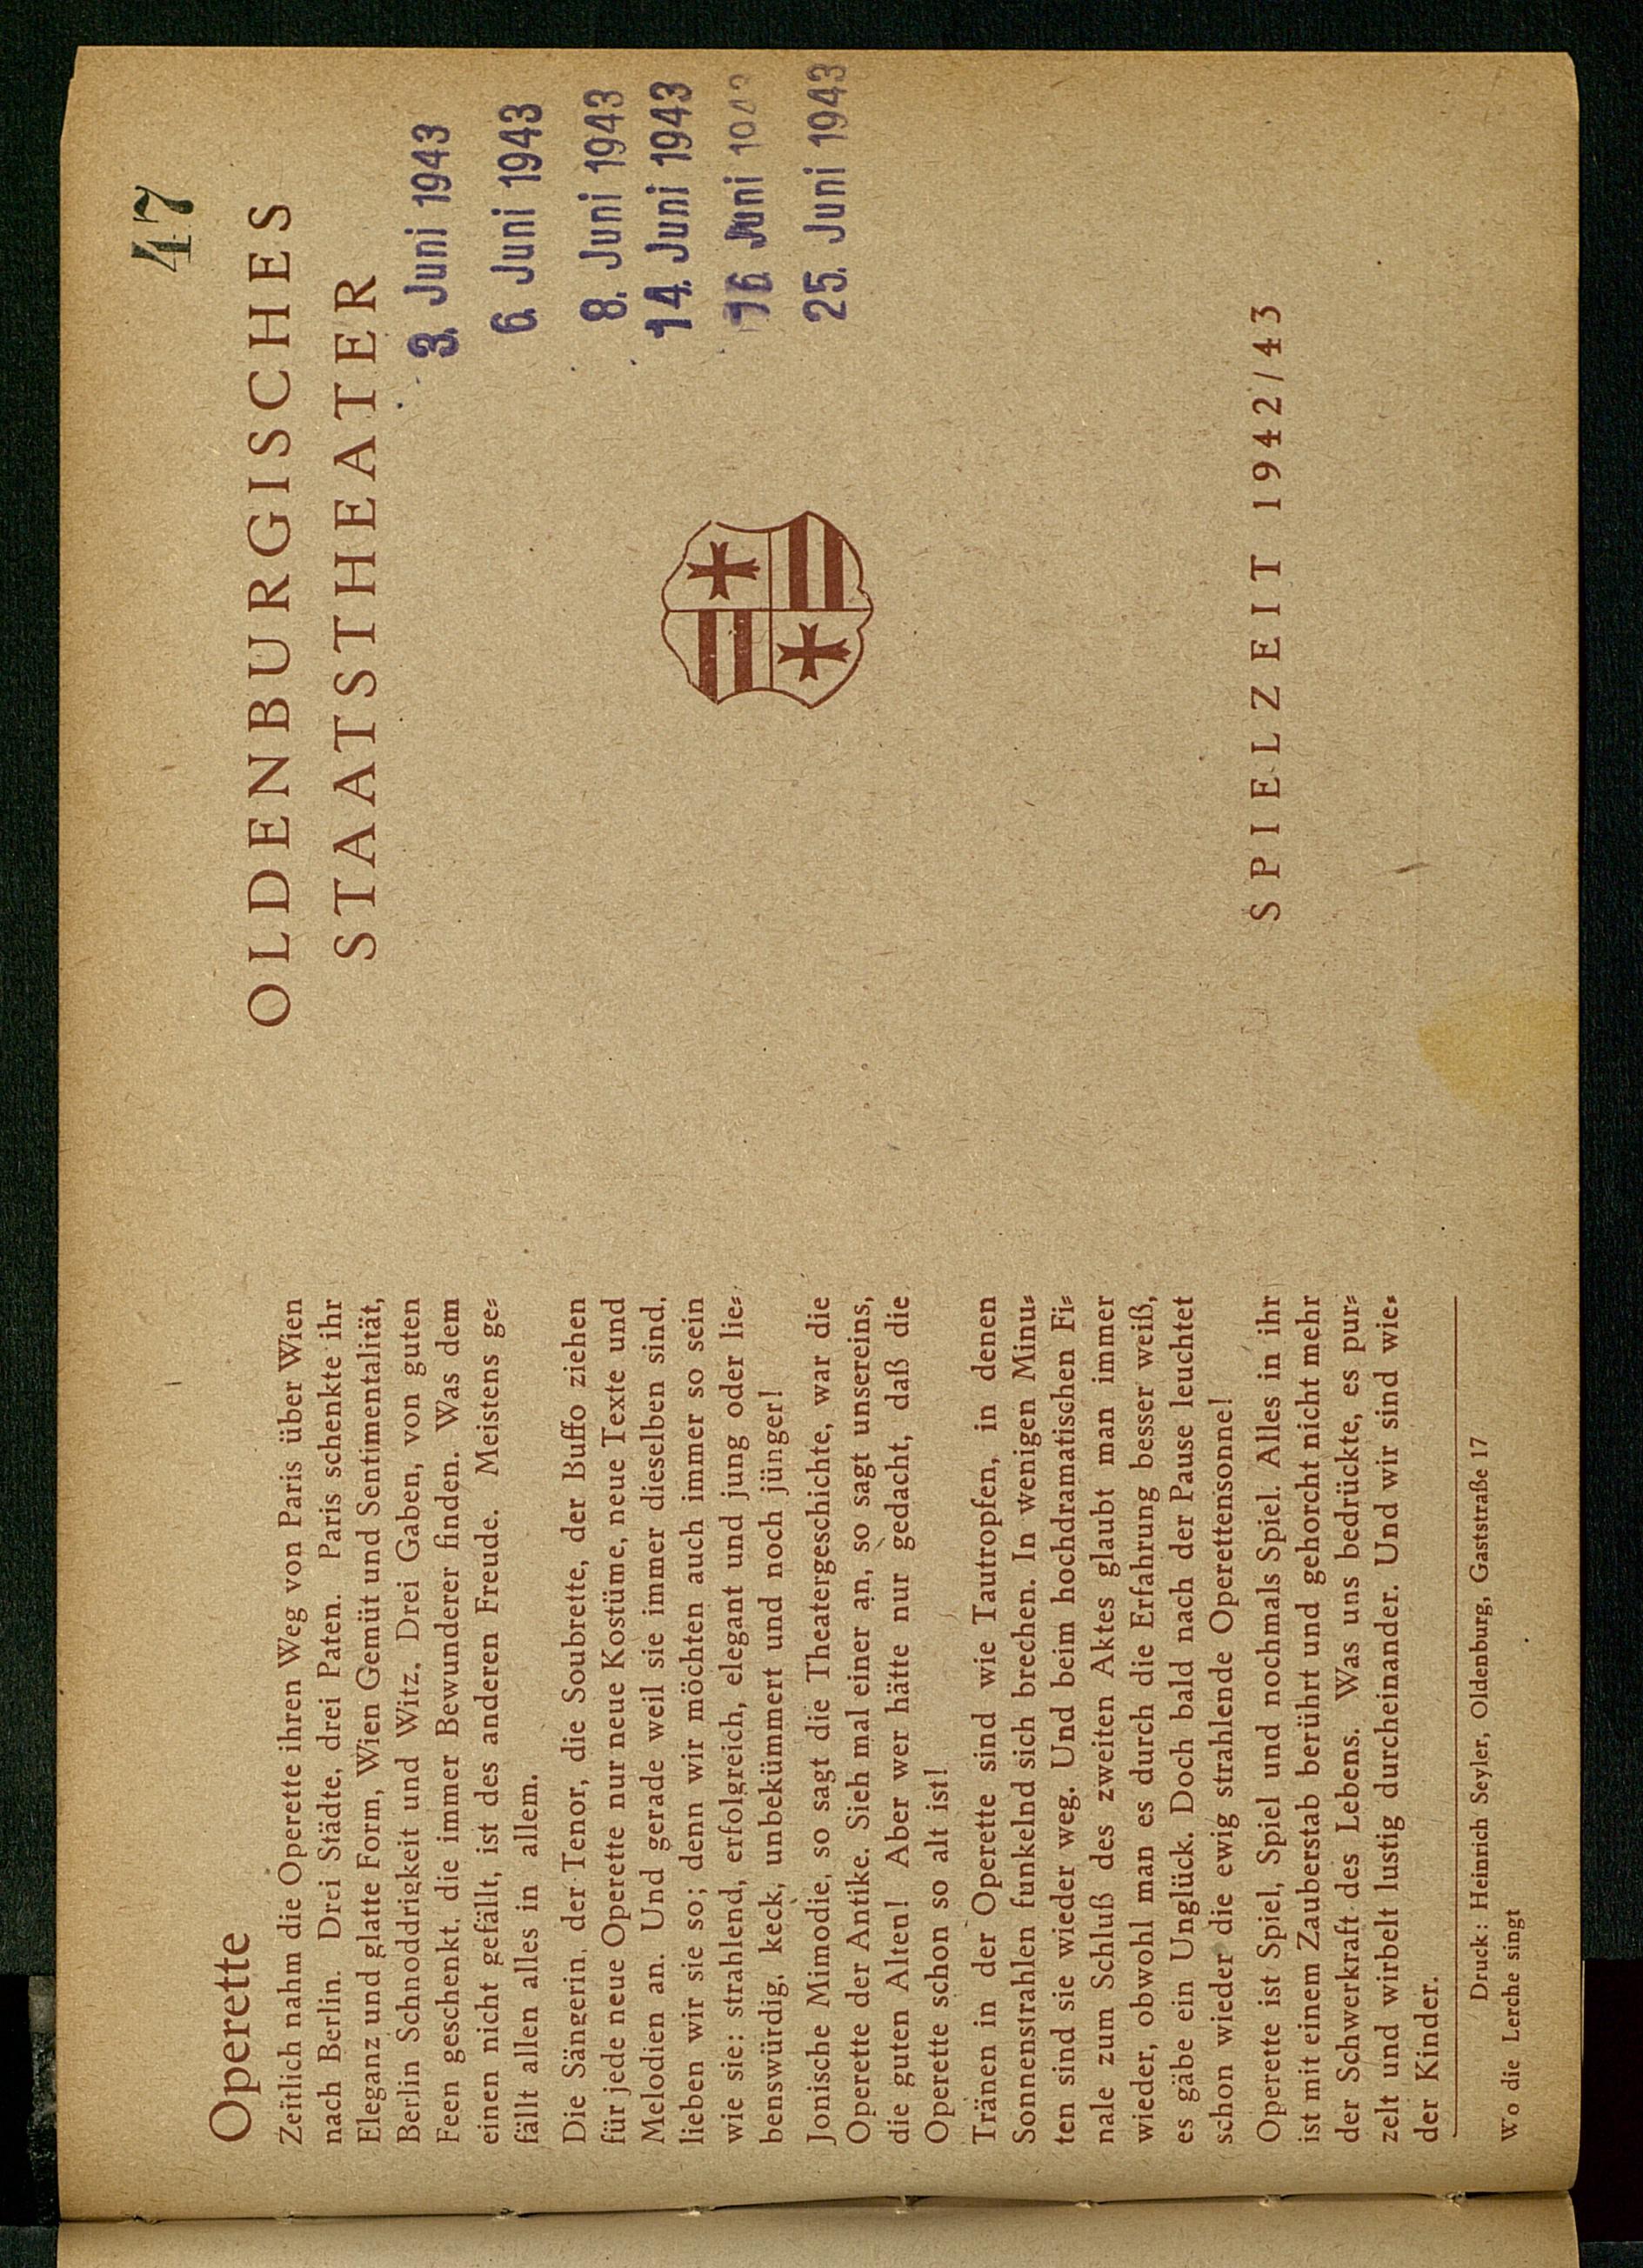 Operette
Zeitlich nahm die Operette ihren Weg von Paris über Wien
nach Berlin. Drei Städte, drei Paten. Paris schenkte ihr
Eleganz und glatte Form, Wien Gemüt und Sentimentalität,
Berlin Schnoddrigkeit und Witz. Drei Gaben, von guten
Feen geschenkt, die immer Bewunderer finden. Was dem
einen nicht gefällt, ist des anderen Freude. Meistens ge⸗
fällt allen alles in allem.
Die Sängerin, der Tenor, die Soubrette, der Buffo ziehen
für jede neue Operette nur neue Kostüme, neue Texte und
Melodien an. Und gerade weil sie immer dieselben sind,
lieben wir sie so; denn wir möchten auch immer so sein
wie sie: strahlend, erfolgreich, elegant und jung oder lie⸗
benswürdig, keck, unbekümmert und noch jünger!
Jonische Mimodie, so sagt die Theatergeschichte, war die
Operette der Antike. Sieh mal einer an, so sagt unsereins,
die guten Alten! Aber wer hätte nur gedacht, daß die
Operette schon so alt ist!
Tränen in der Operette sind wie Tautropfen, in denen
Sonnenstrahlen funkelnd sich brechen. In wenigen Minu⸗
ten sind sie wieder weg. Und beim hochdramatischen Fi⸗
nale zum Schluß des zweiten Aktes glaubt man immer
wieder, obwohl man es durch die Erfahrung besser weiß,
es gäbe ein Unglück. Doch bald nach der Pause leuchtet
schon wieder die ewig strahlende Operettensonne!
Operette ist Spiel, Spiel und nochmals Spiel. Alles in ihr
ist mit einem Zauberstab berührt und gehorcht nicht mehr
der Schwerkraft des Lebens. Was uns bedrückte, es pur⸗
zelt und wirbelt lustig durcheinander. Und wir sind wie⸗
der Kinder.
Druck: Heinrich Seyler, Oldenburg, Gaststraße 17
Wo die Lerche singt
47
OLDENBURGISCHES
STAATSTHEATER
3. Juni 1943
6. Juni 1943
8. Juni 1943
14. Juni 1943
16. Juni 1943
25. Juni 1943
SPIELZEIT 1942/43